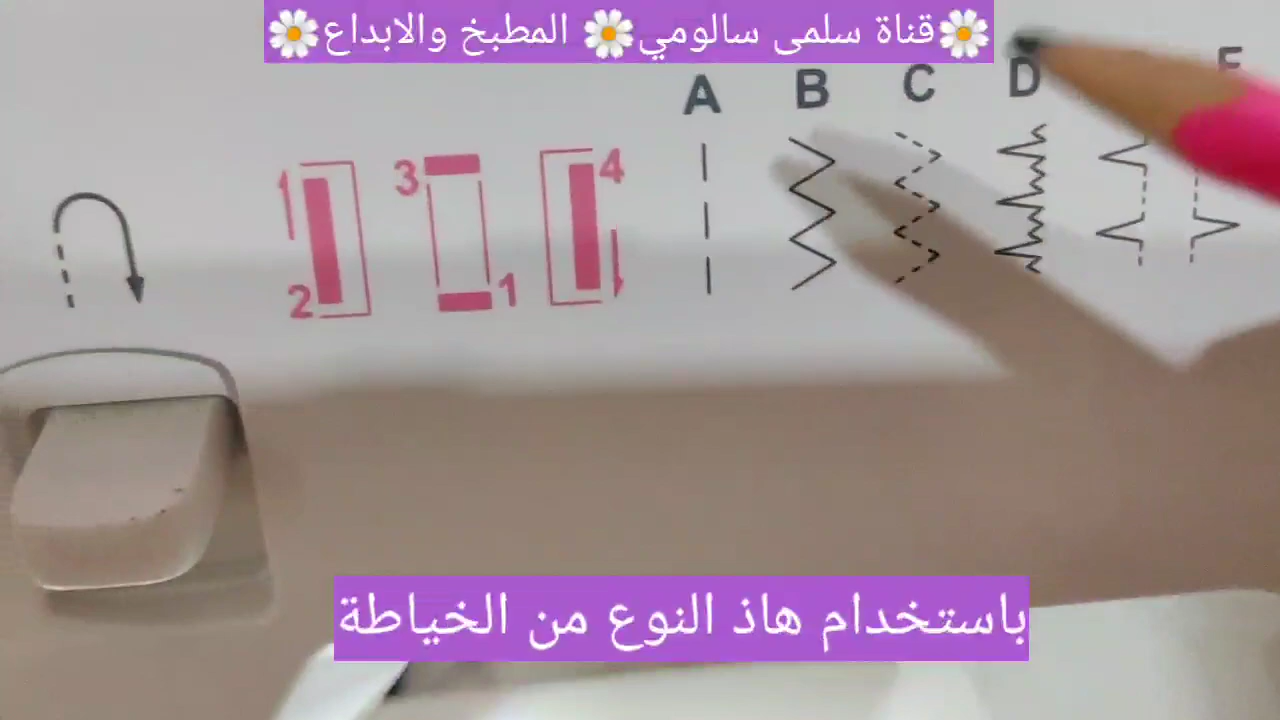 🌼قناة سلمى سالومي🌼 المطبخ والابداع🌼
A B C D
1 2 3 1 4
باستخدام هاذ النوع من الخياطة